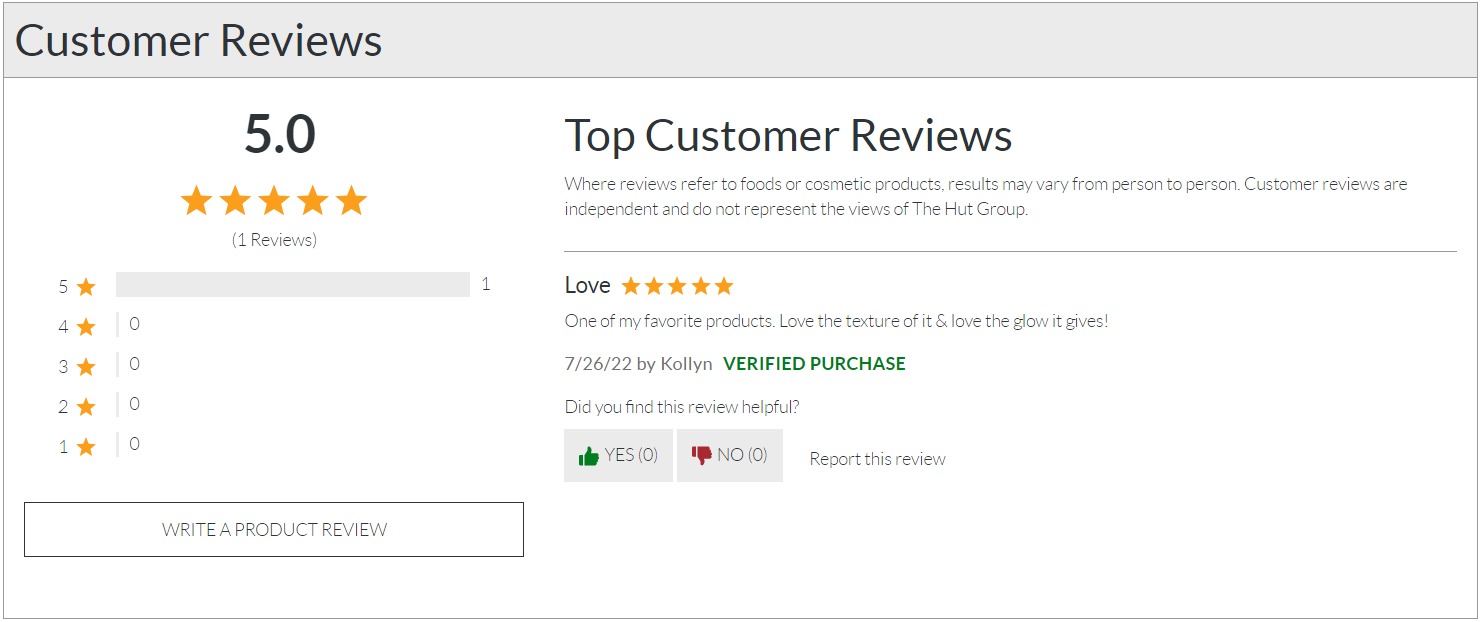 Customer Reviews
5.0
(1 Reviews)
5 1
4 0
3 0
2 0
1 0
WRITE A PRODUCT REVIEW
Top Customer Reviews
Where reviews refer to foods or cosmetic products, results may vary from person to person. Customer reviews are
independent and do not represent the views of The Hut Group.
Love
One of my favorite products. Love the texture of it & love the glow it gives!
7/26/22 by Kollyn VERIFIED PURCHASE
Did you find this review helpful?
YES (0) NO (0) Report this review